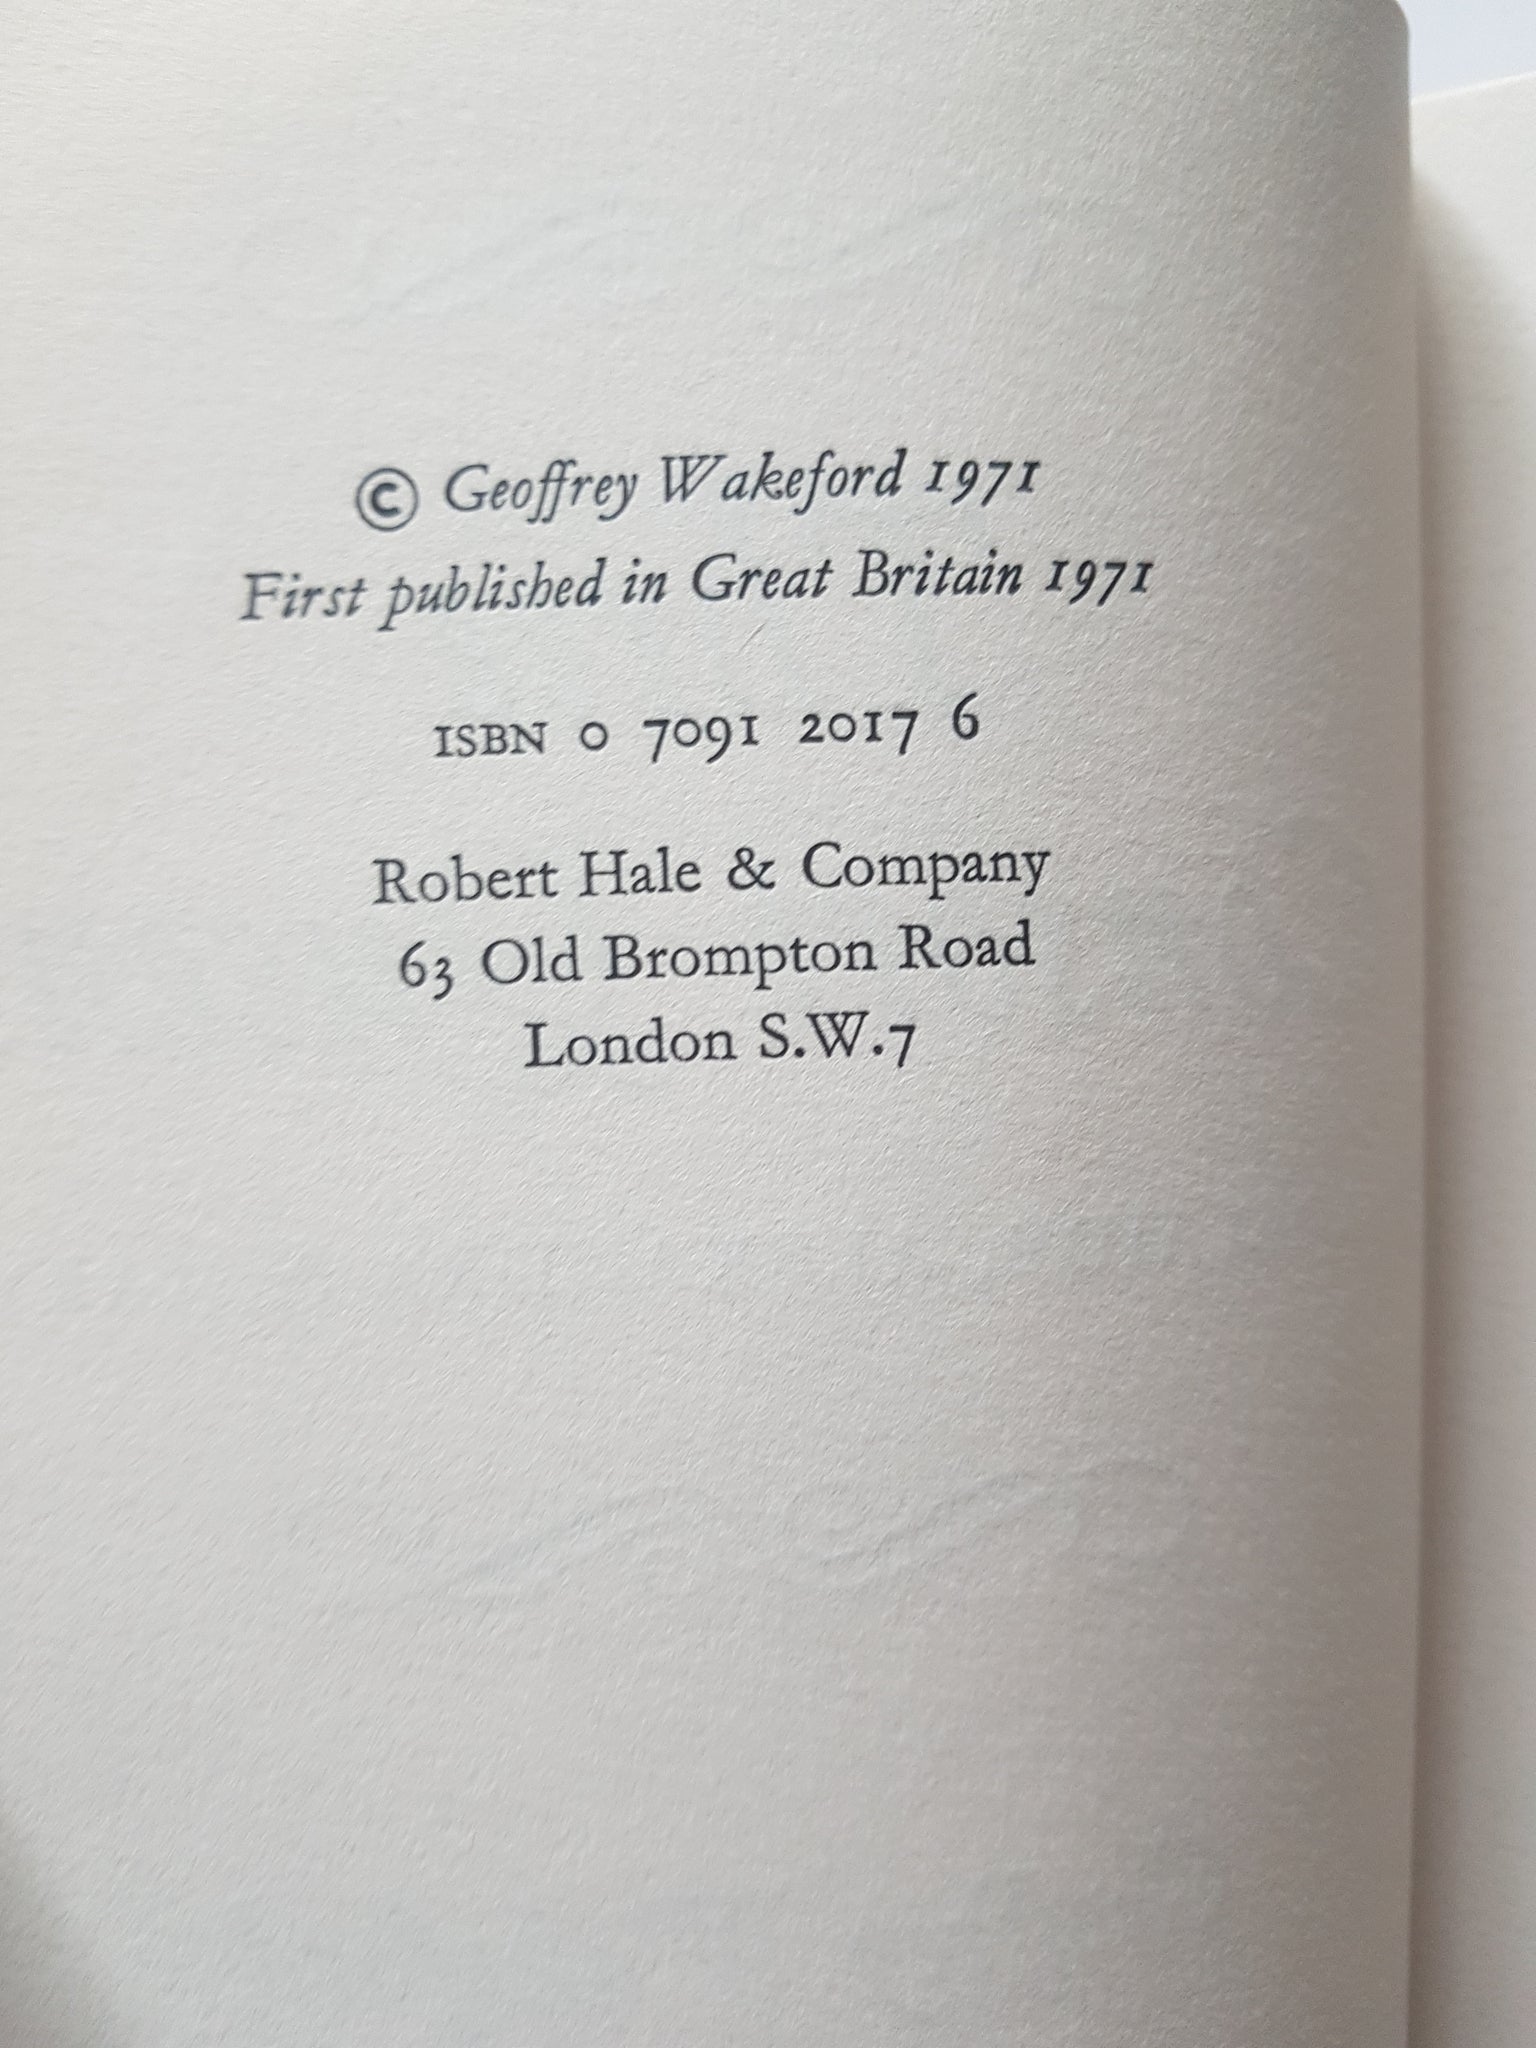 © Geoffrey Wakeford 1971
First published in Great Britain 1971
ISBN 0 7091 2017 6
Robert Hale & Company
63 Old Brompton Road
London S.W.7